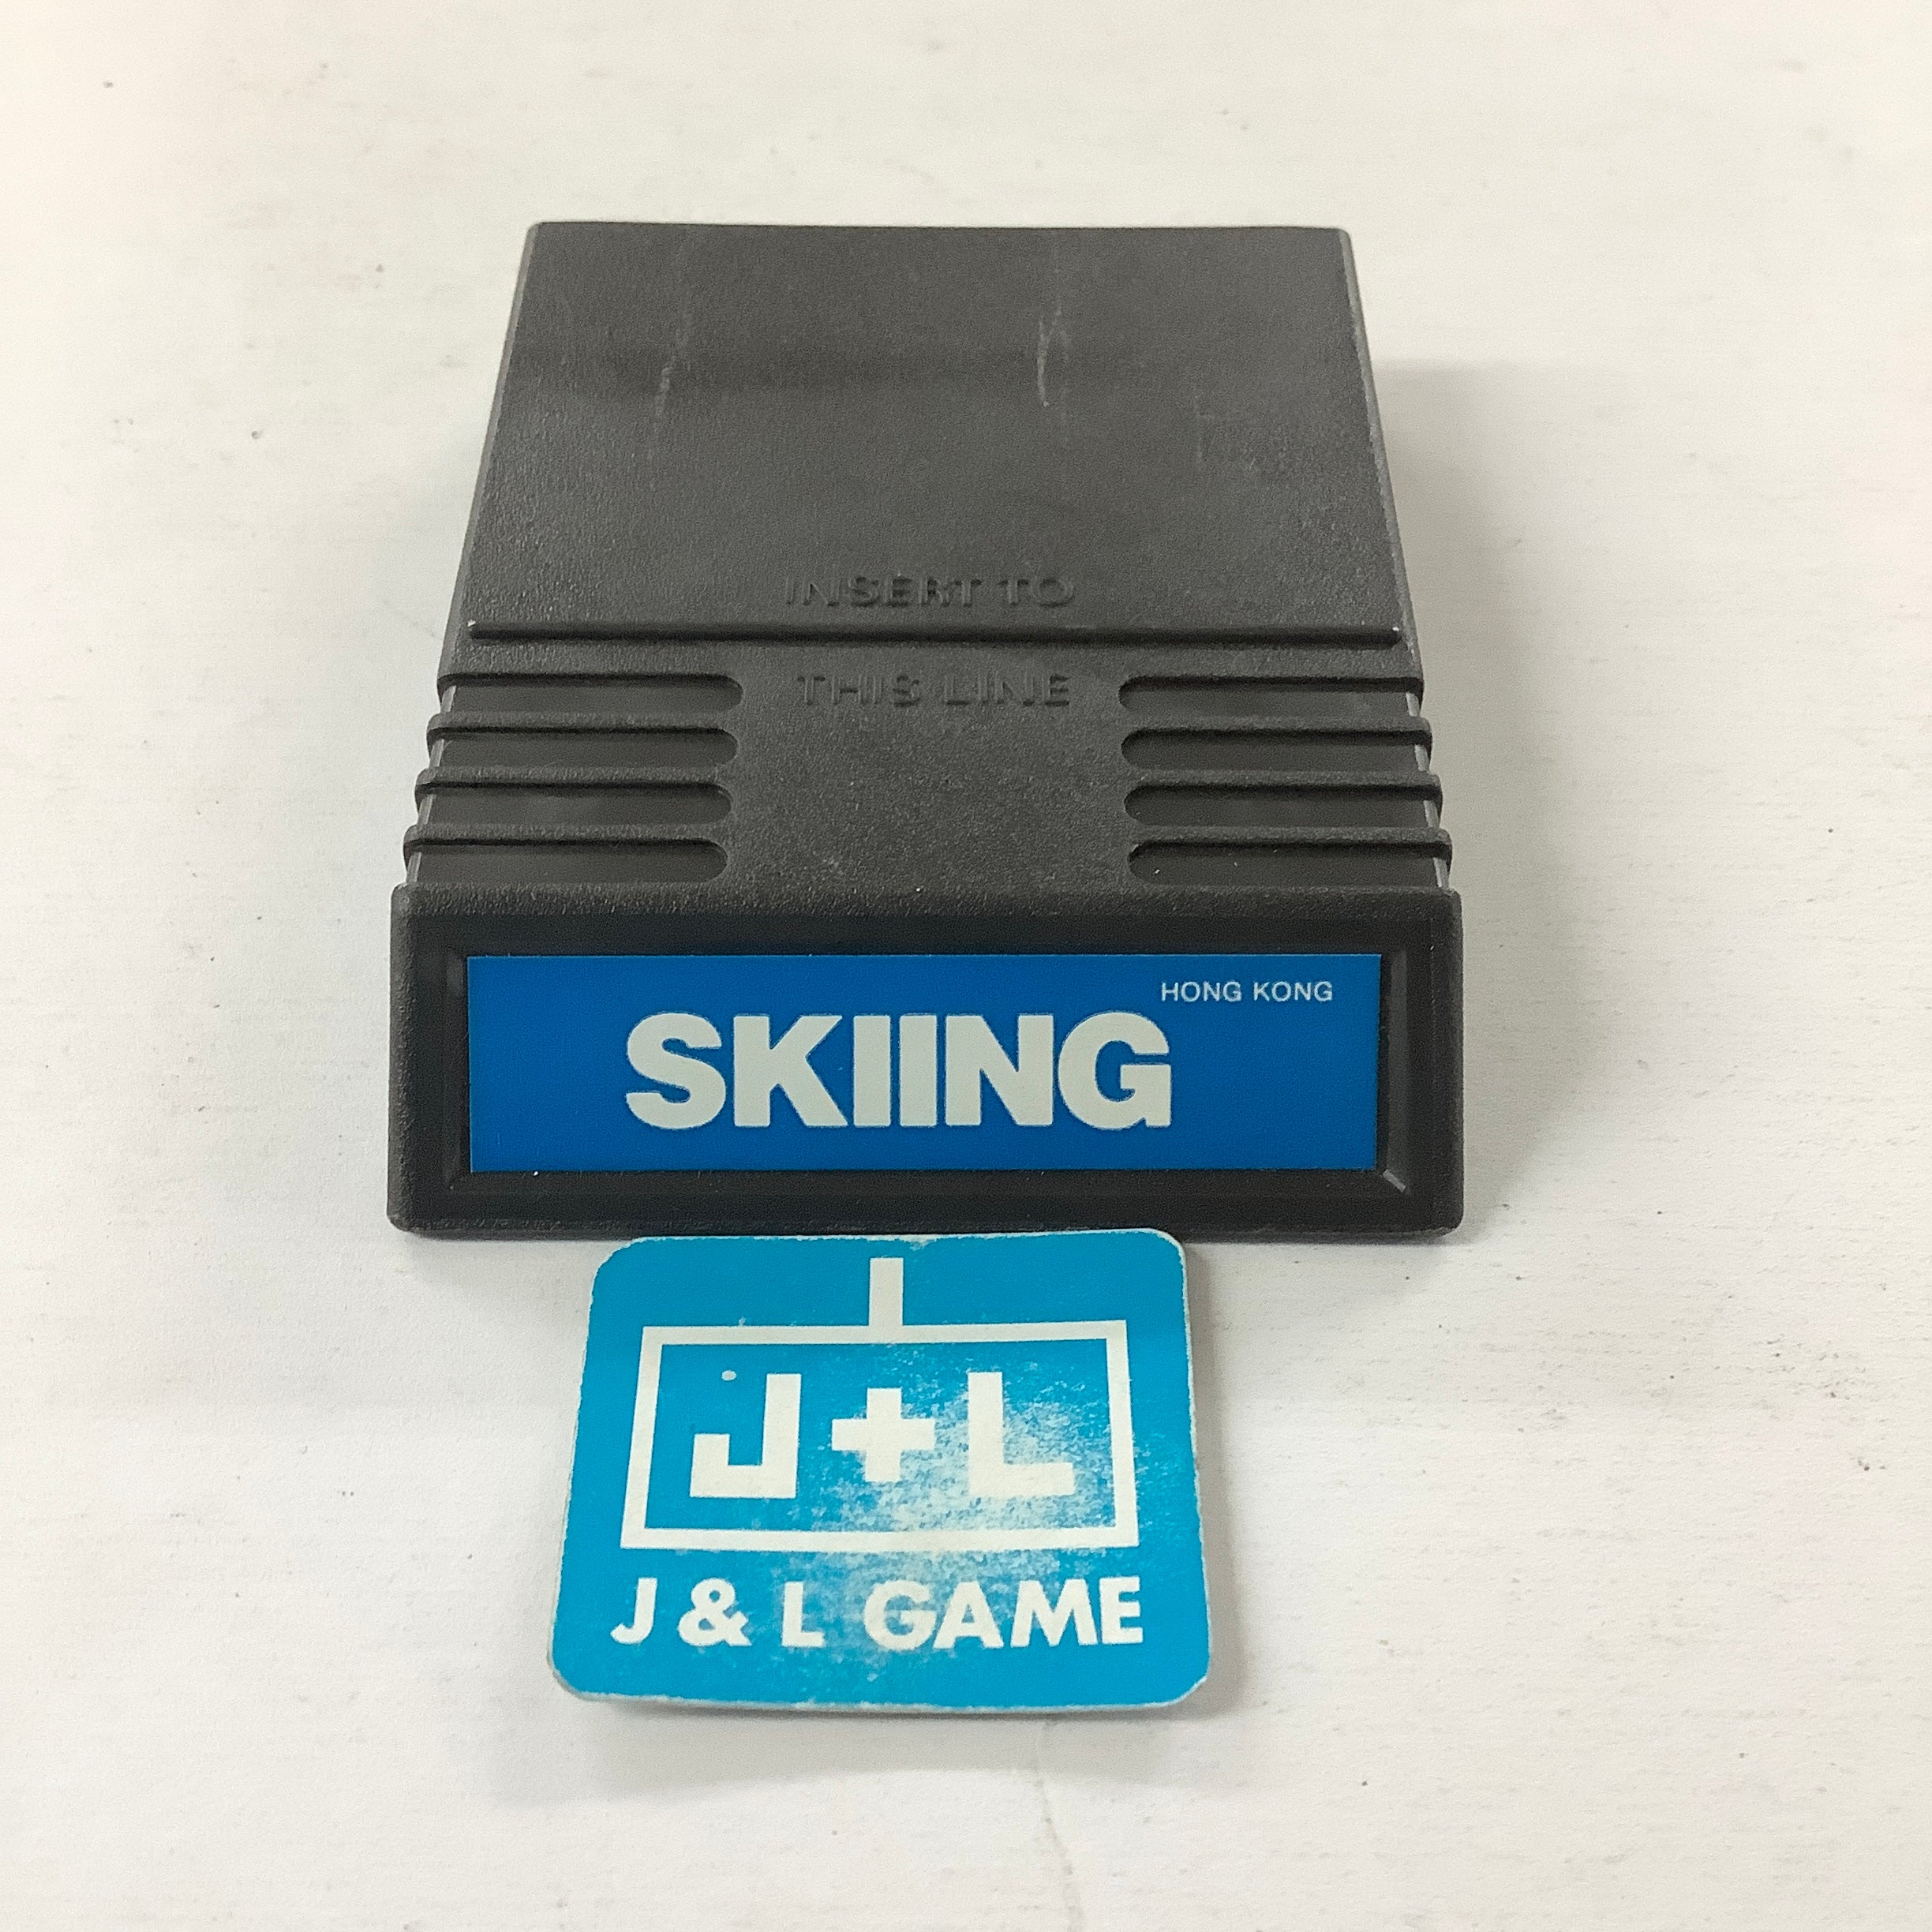 INSERT TO
THIS LINE
HONG KONG
SKIING
J+L
J & L GAME